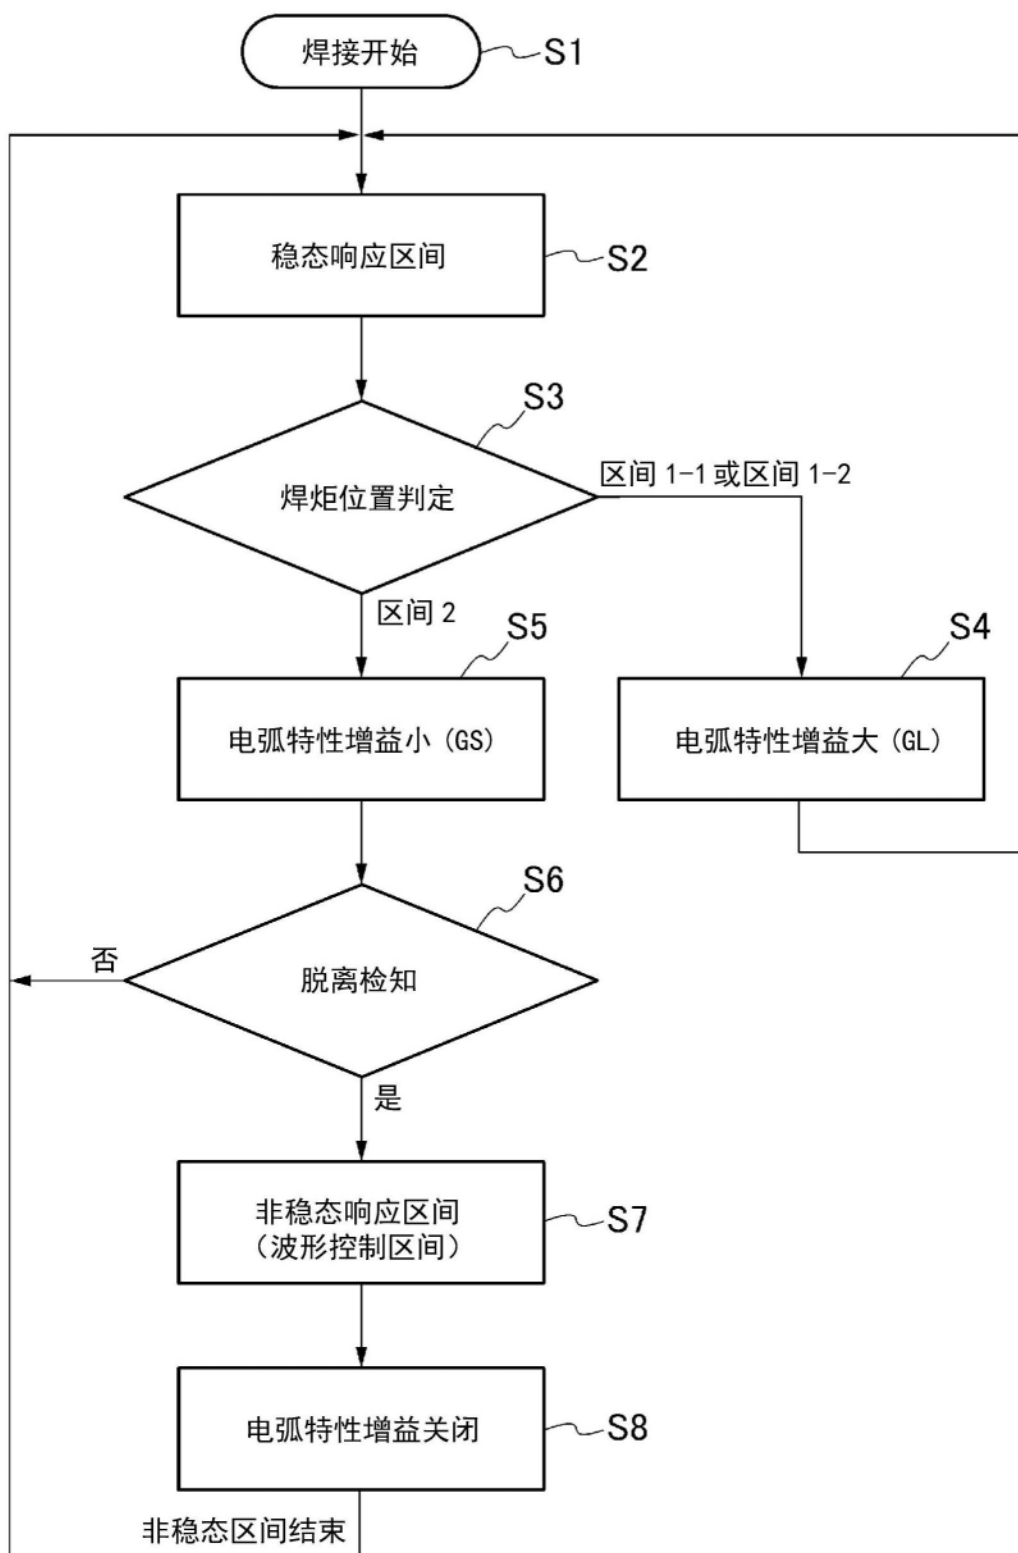 焊接开始
S1
稳态响应区间
S2
S3
焊炬位置判定
区间 1-1 或区间 1-2
区间 2
S5
S4
电弧特性增益小 (GS)
电弧特性增益大 (GL)
S6
否
脱离检知
是
非稳态响应区间
（波形控制区间）
S7
电弧特性增益关闭
S8
非稳态区间结束